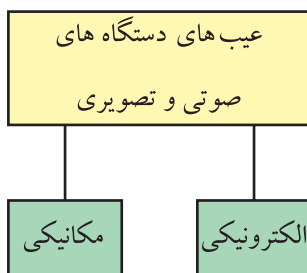 عیب‌های دستگاه های
صوتی و تصویری
الکترونیکی
مکانیکی